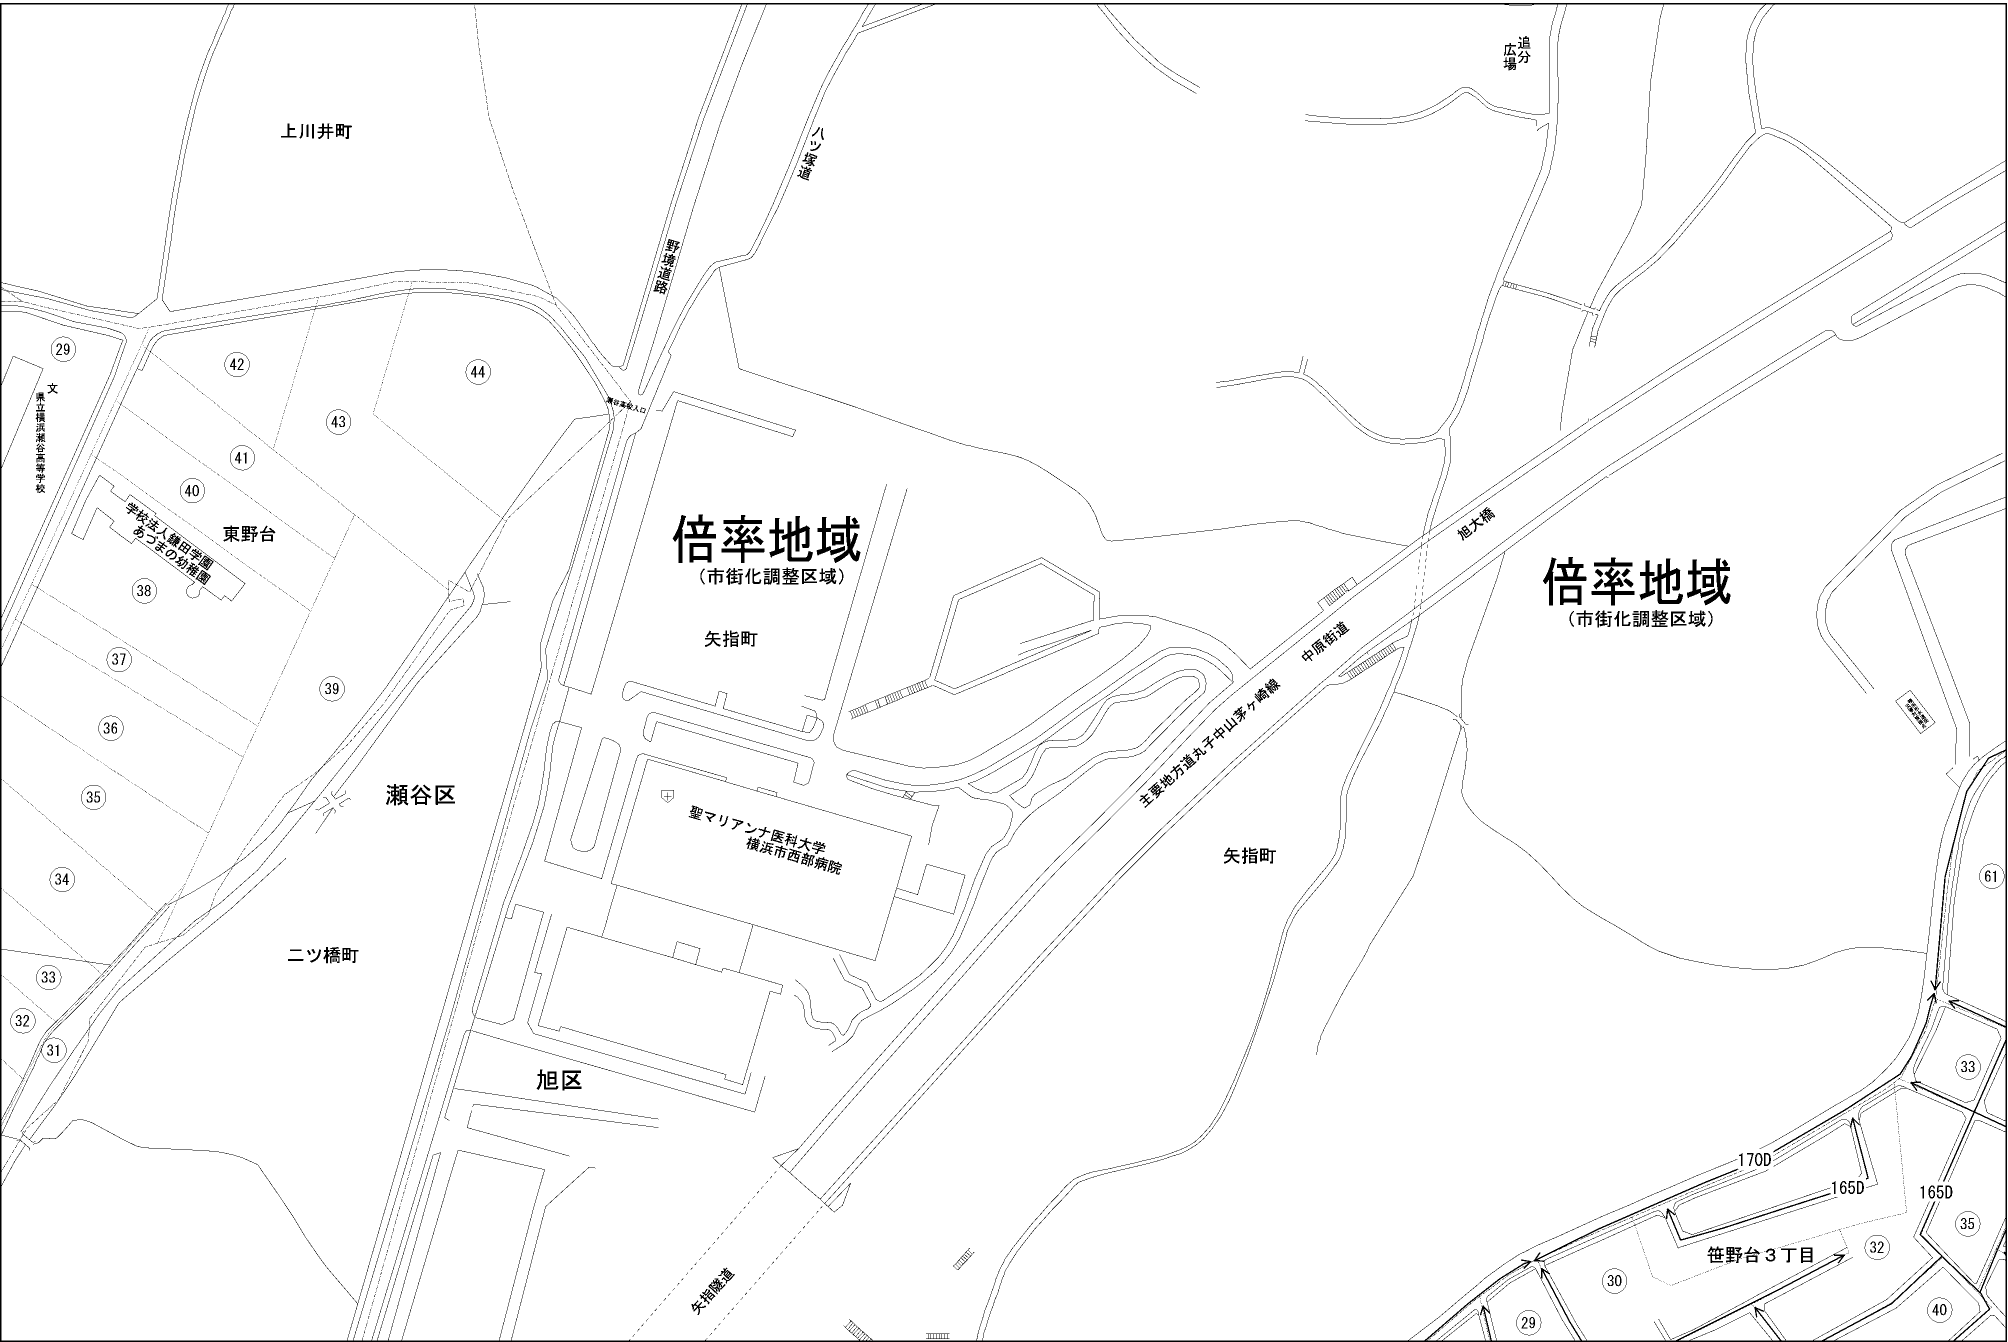 追分
広場
上川井町
八ツ塚道
野境道路
29
42
44
文
県立横浜瀬谷高等学校
瀬谷高校入口
43
41
40
学校法人鎌田学園
あづまの幼稚園
東野台
38
倍率地域
(市街化調整区域)
旭大橋
倍率地域
(市街化調整区域)
矢指町
中原街道
37
39
主要地方道丸子中山茅ヶ崎線
36
瀬谷区
35
聖マリアンナ医科大学
横浜市西部病院
矢指町
34
61
二ツ橋町
33
32
31
旭区
33
170D
165D
165D
35
笹野台3丁目
32
30
矢指隧道
29
40